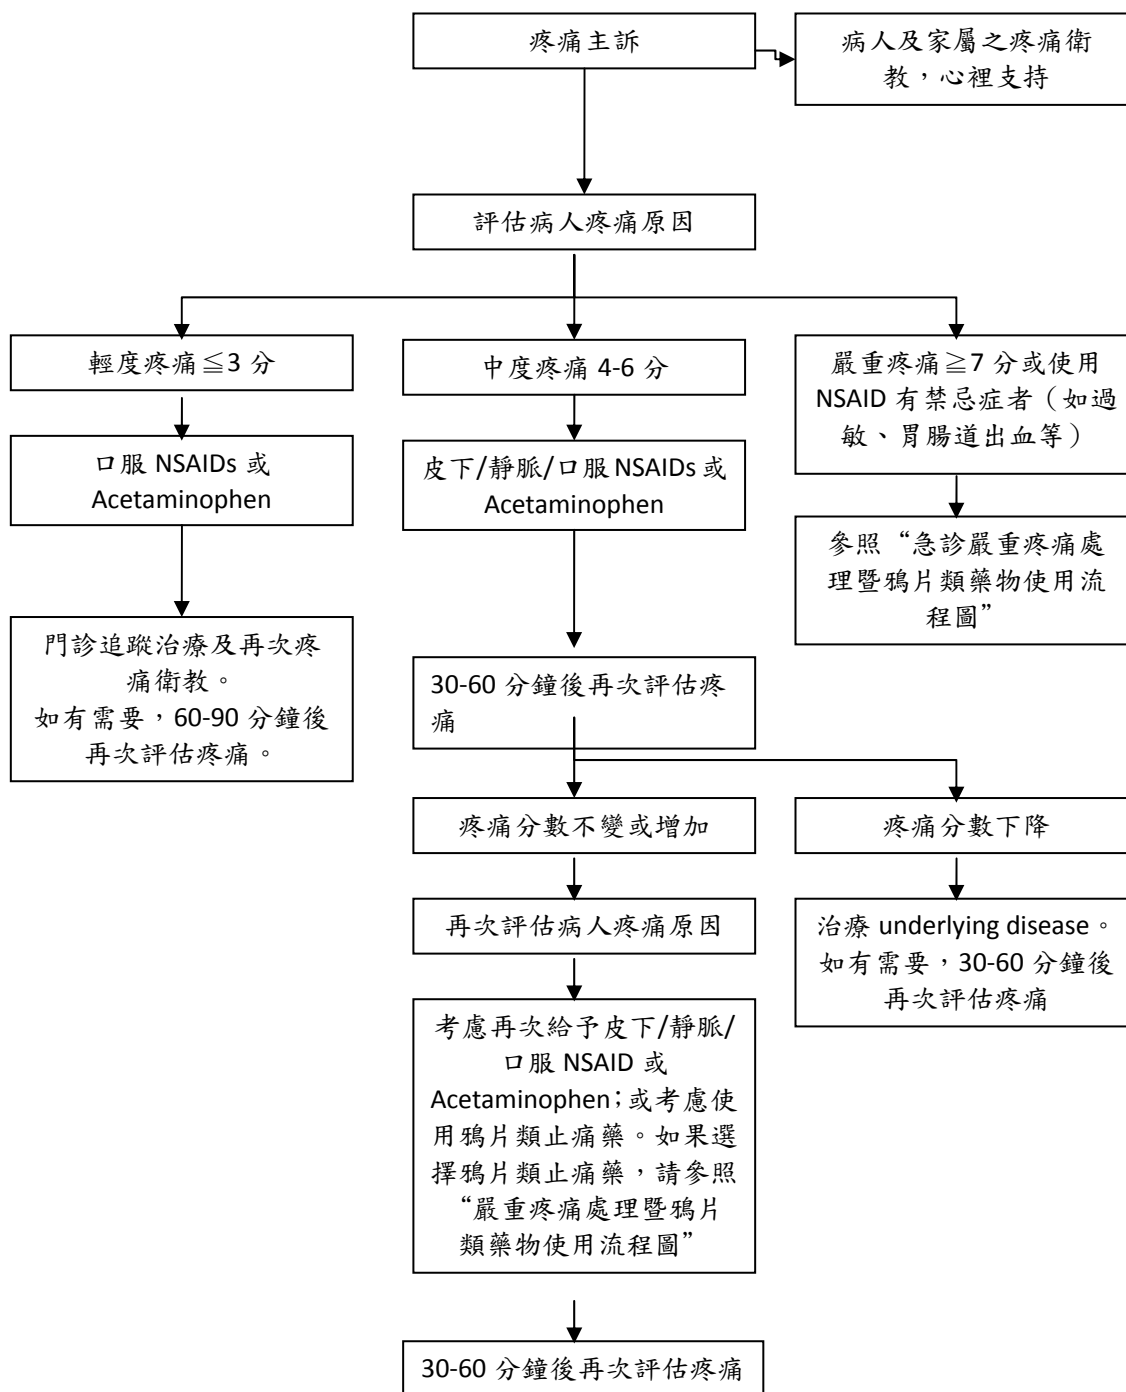 疼痛主訴
病人及家屬之疼痛衛
教，心裡支持
評估病人疼痛原因
輕度疼痛≦3 分
中度疼痛 4-6 分
嚴重疼痛≧7 分或使用
NSAID 有禁忌症者（如過
敏、胃腸道出血等）
口服 NSAIDs 或
Acetaminophen
皮下/靜脈/口服 NSAIDs 或
Acetaminophen
參照“急診嚴重疼痛處
理暨鴉片類藥物使用流
程圖”
門診追蹤治療及再次疼
痛衛教。
如有需要，60-90 分鐘後
再次評估疼痛。
30-60 分鐘後再次評估疼
痛
疼痛分數不變或增加
疼痛分數下降
再次評估病人疼痛原因
治療 underlying disease。
如有需要，30-60 分鐘後
再次評估疼痛
考慮再次給予皮下/靜脈/
口服 NSAID 或
Acetaminophen；或考慮使
用鴉片類止痛藥。如果選
擇鴉片類止痛藥，請參照
“嚴重疼痛處理暨鴉片
類藥物使用流程圖”
30-60 分鐘後再次評估疼痛